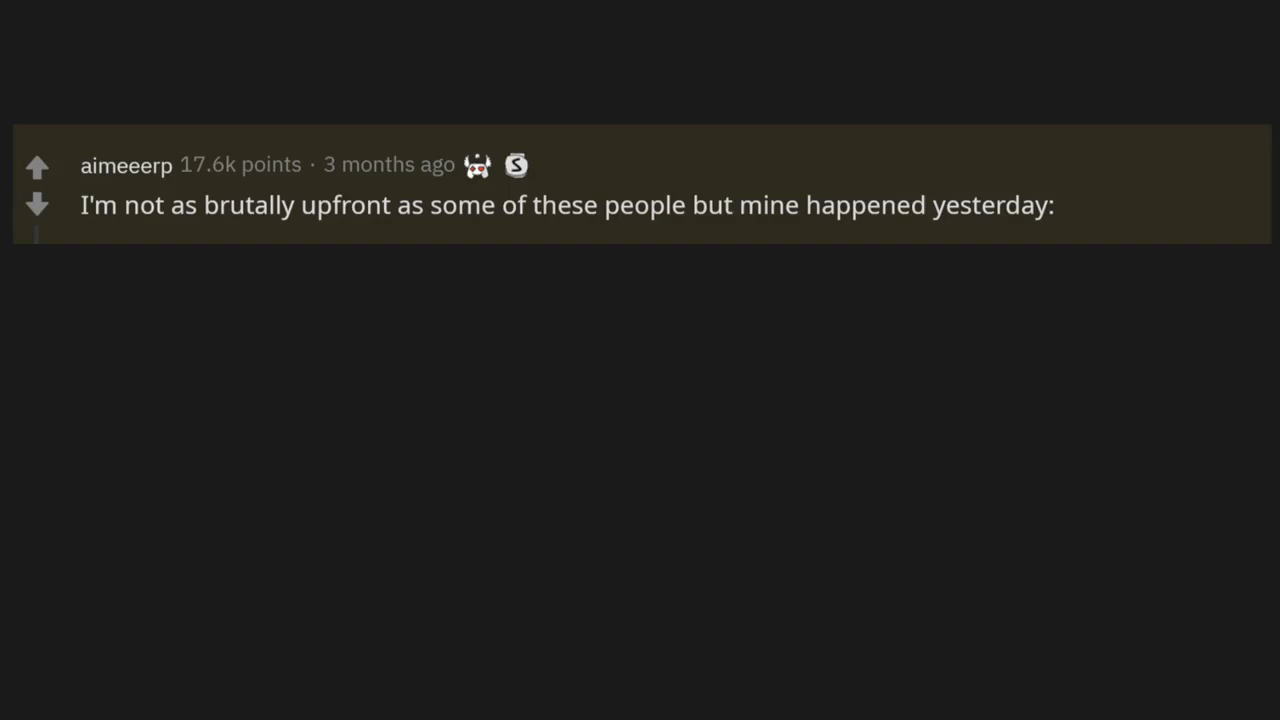 aimeeerp 17.6k points · 3 months ago S
I'm not as brutally upfront as some of these people but mine happened yesterday: